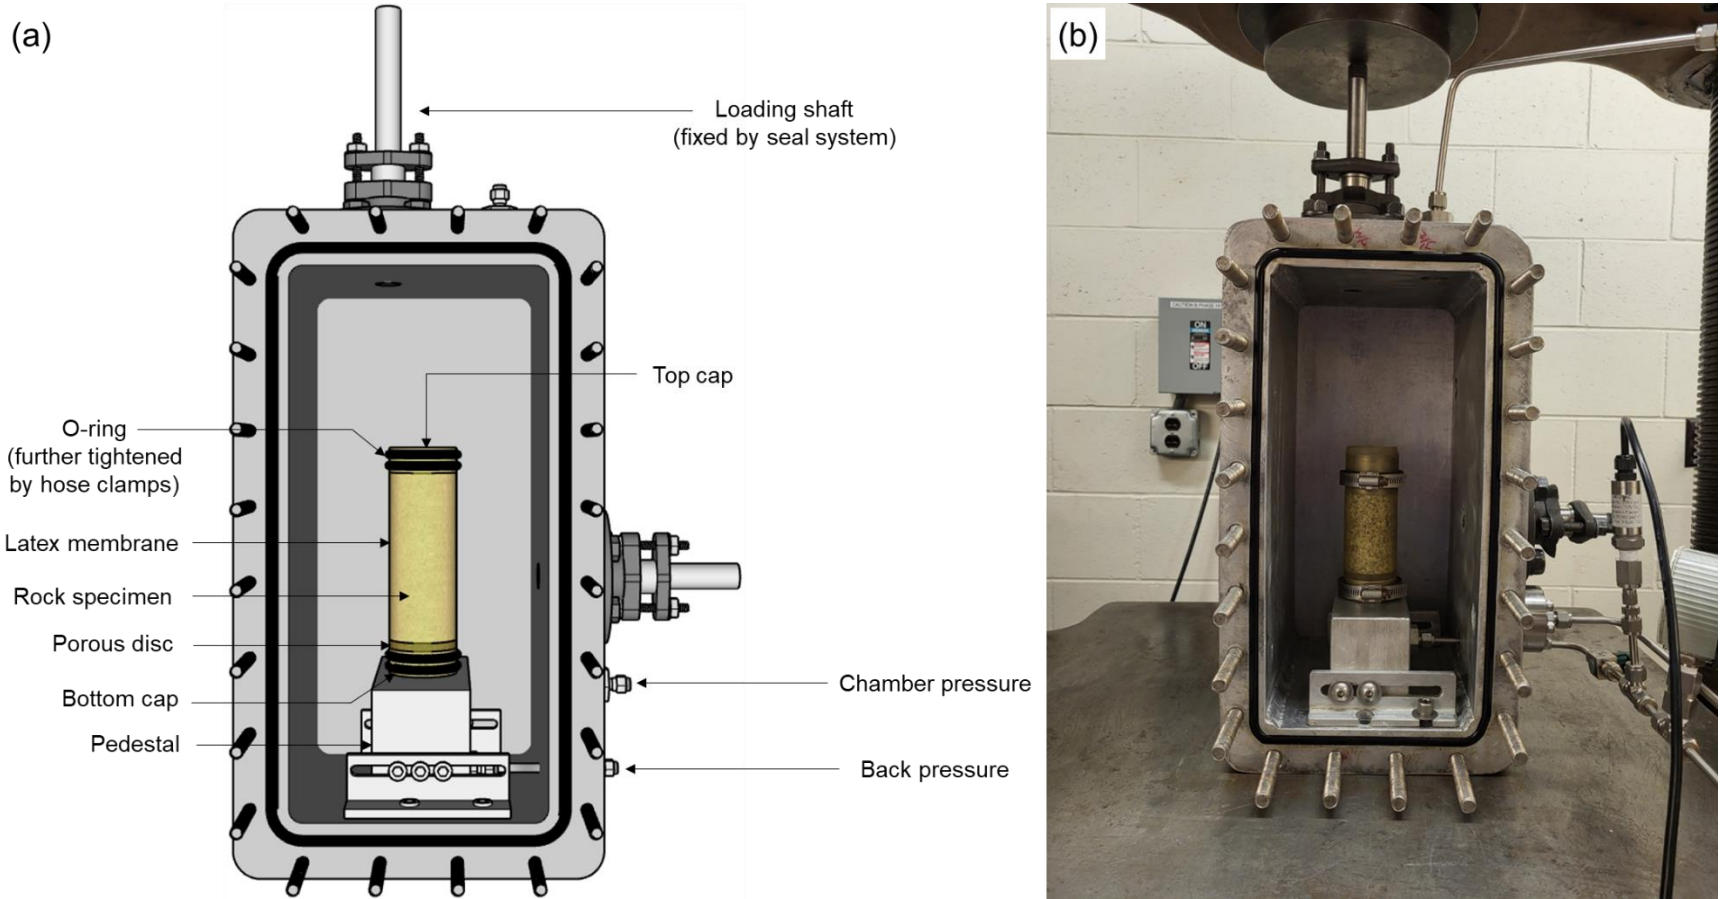 (a)
Loading shaft
(fixed by seal system)
Top cap
O-ring
(further tightened
by hose clamps)
Latex membrane
Rock specimen
Porous disc
Bottom cap
Pedestal
Chamber pressure
Back pressure
(b)
ON
OFF